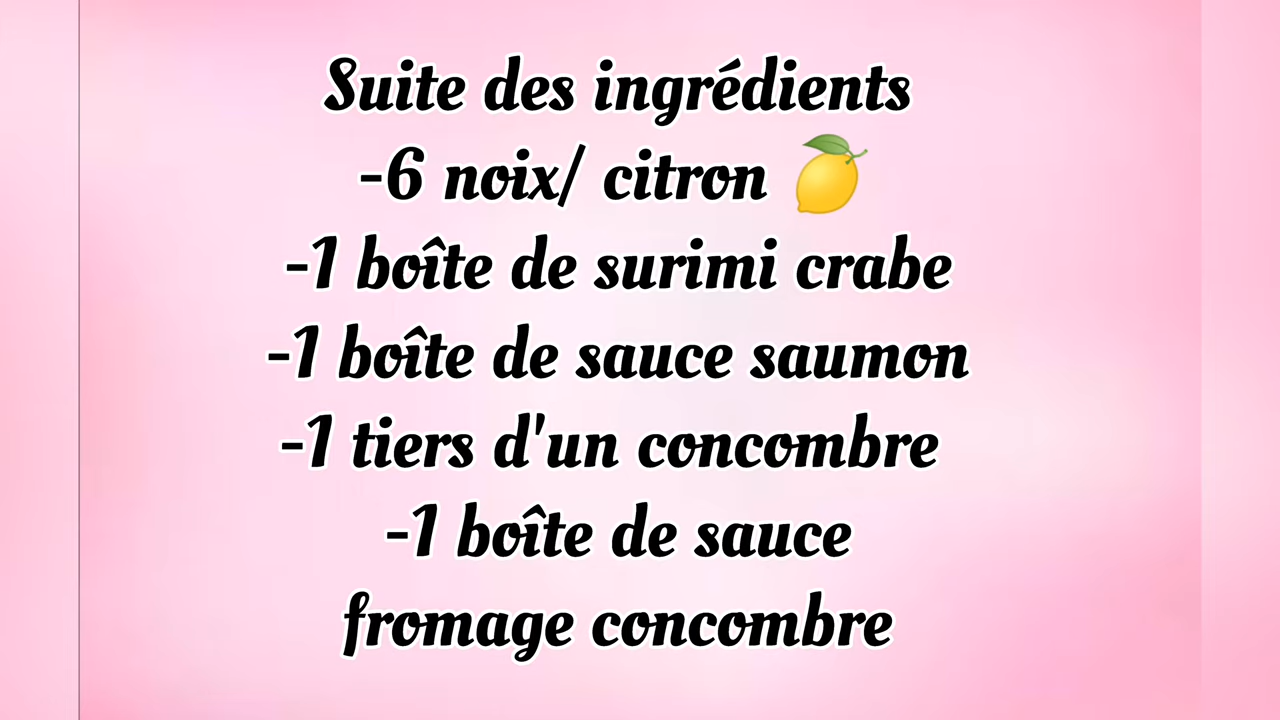 Suite des ingrédients
-6 noix/ citron 🍋
-1 boîte de surimi crabe
-1 boîte de sauce saumon
-1 tiers d'un concombre
-1 boîte de sauce
fromage concombre